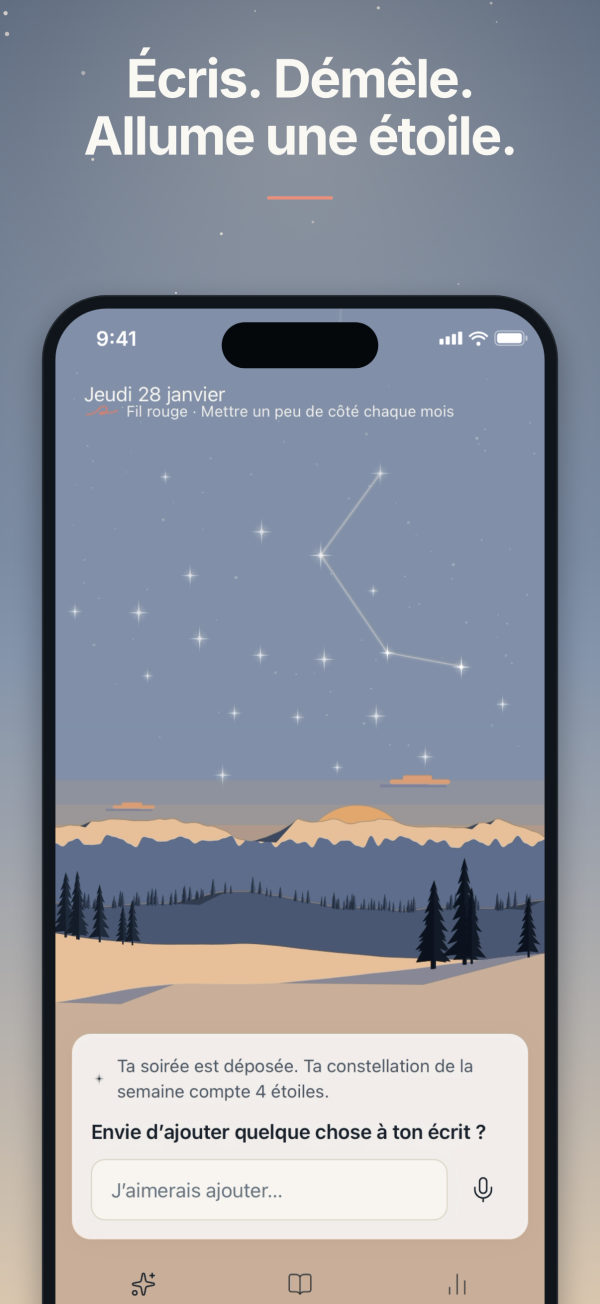 Écris. Démêle.
Allume une étoile.
9:41
Jeudi 28 janvier
Fil rouge · Mettre un peu de côté chaque mois
Ta soirée est déposée. Ta constellation de la
semaine compte 4 étoiles.
Envie d’ajouter quelque chose à ton écrit ?
J’aimerais ajouter...